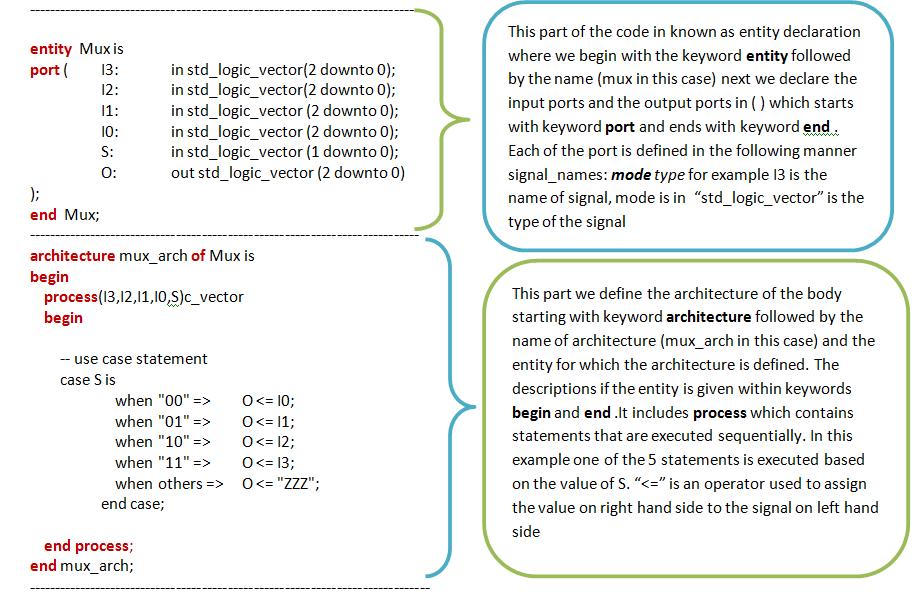 entity Mux is
port ( I3: in std_logic_vector(2 downto 0);
I2: in std_logic_vector(2 downto 0);
I1: in std_logic_vector (2 downto 0);
I0: in std_logic_vector (2 downto 0);
S: in std_logic_vector (1 downto 0);
O: out std_logic_vector (2 downto 0)
);
end Mux;
architecture mux_arch of Mux is
begin
process(I3,I2,I1,I0,S)c_vector
begin
-- use case statement
case S is
when "00" => O <= I0;
when "01" => O <= I1;
when "10" => O <= I2;
when "11" => O <= I3;
when others => O <= "ZZZ";
end case;
end process;
end mux_arch;
This part of the code in known as entity declaration
where we begin with the keyword entity followed
by the name (mux in this case) next we declare the
input ports and the output ports in ( ) which starts
with keyword port and ends with keyword end .
Each of the port is defined in the following manner
signal_names: mode type for example I3 is the
name of signal, mode is in “std_logic_vector” is the
type of the signal
This part we define the architecture of the body
starting with keyword architecture followed by the
name of architecture (mux_arch in this case) and the
entity for which the architecture is defined. The
descriptions if the entity is given within keywords
begin and end .It includes process which contains
statements that are executed sequentially. In this
example one of the 5 statements is executed based
on the value of S. “<=” is an operator used to assign
the value on right hand side to the signal on left hand
side